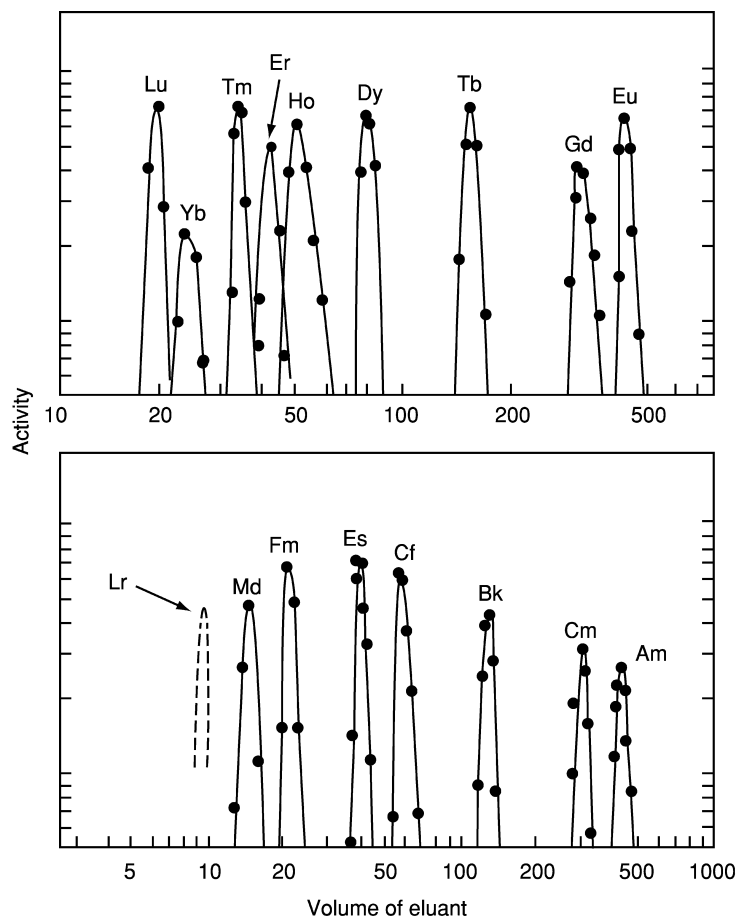 Er
Lu Tm Ho Dy Tb Eu
Gd
Yb
10 20 50 100 200 500
Activity
Es
Fm Cf
Lr Md Bk
Cm Am
5 10 20 50 100 200 500 1000
Volume of eluant